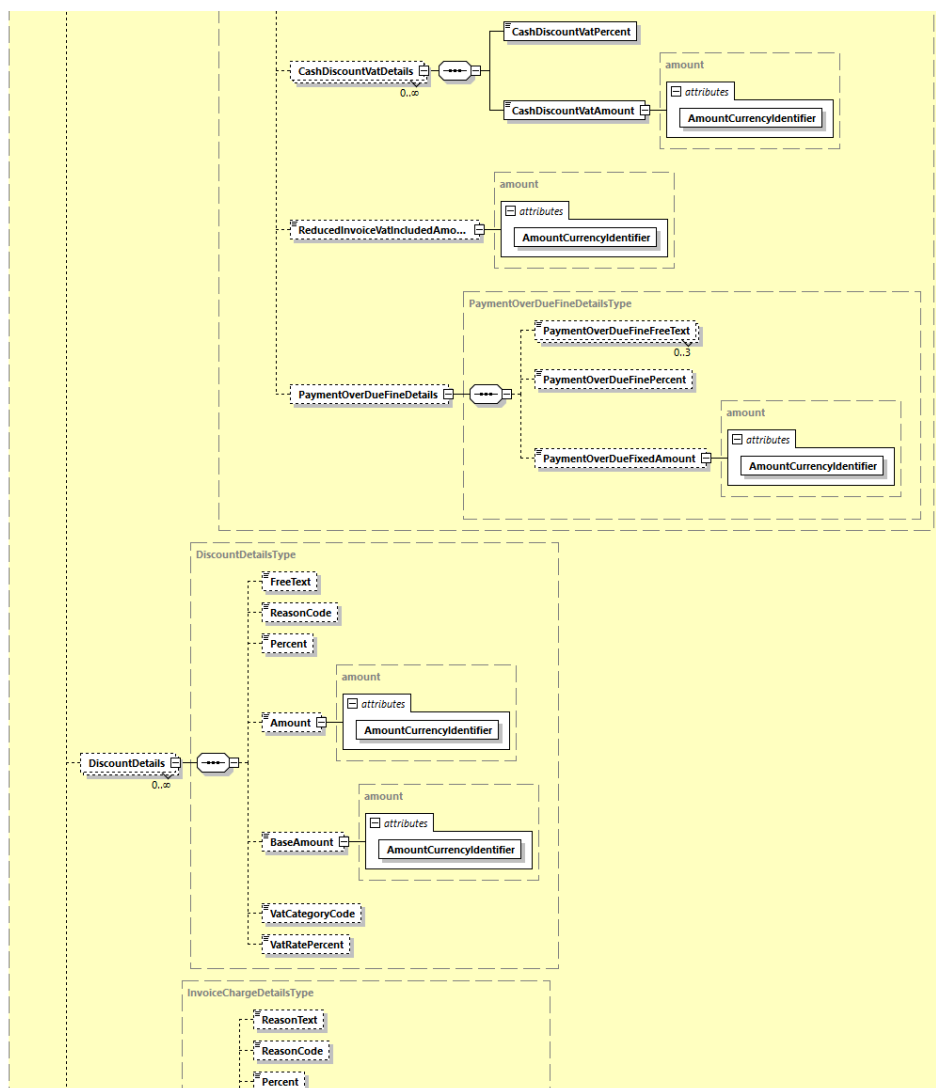 CashDiscountVatPercent
amount
CashDiscountVatDetails
attributes
0..∞
CashDiscountVatAmount
AmountCurrencyIdentifier
amount
attributes
ReducedInvoiceVatIncludedAmo...
AmountCurrencyIdentifier
PaymentOverDueFineDetailsType
PaymentOverDueFineFreeText
0..3
PaymentOverDueFinePercent
PaymentOverDueFineDetails
amount
attributes
PaymentOverDueFixedAmount
AmountCurrencyIdentifier
DiscountDetailsType
FreeText
ReasonCode
Percent
amount
attributes
Amount
AmountCurrencyIdentifier
DiscountDetails
0..∞
amount
attributes
BaseAmount
AmountCurrencyIdentifier
VatCategoryCode
VatRatePercent
InvoiceChargeDetailsType
ReasonText
ReasonCode
Percent